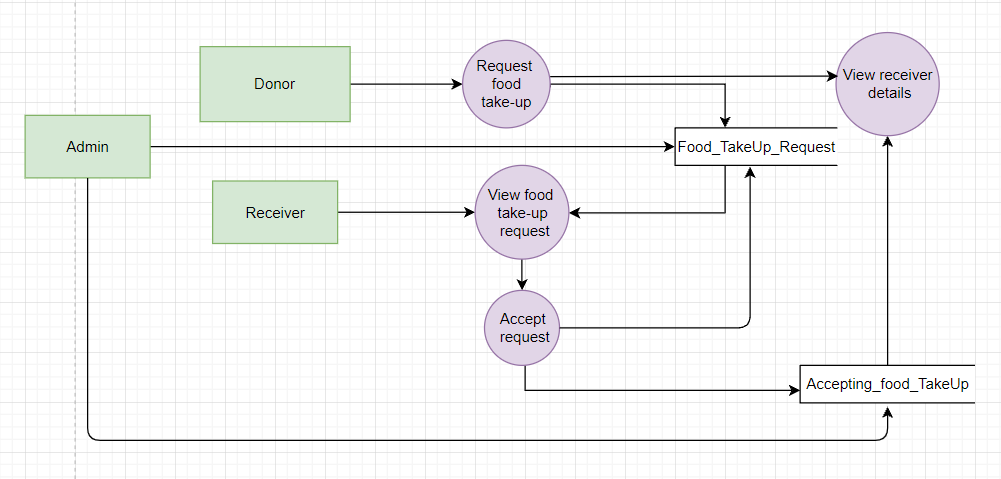 Donor
Request
food
take-up
View receiver
details
Admin
Food_TakeUp_Request
Receiver
View food
take-up
request
Accept
request
Accepting_food_TakeUp